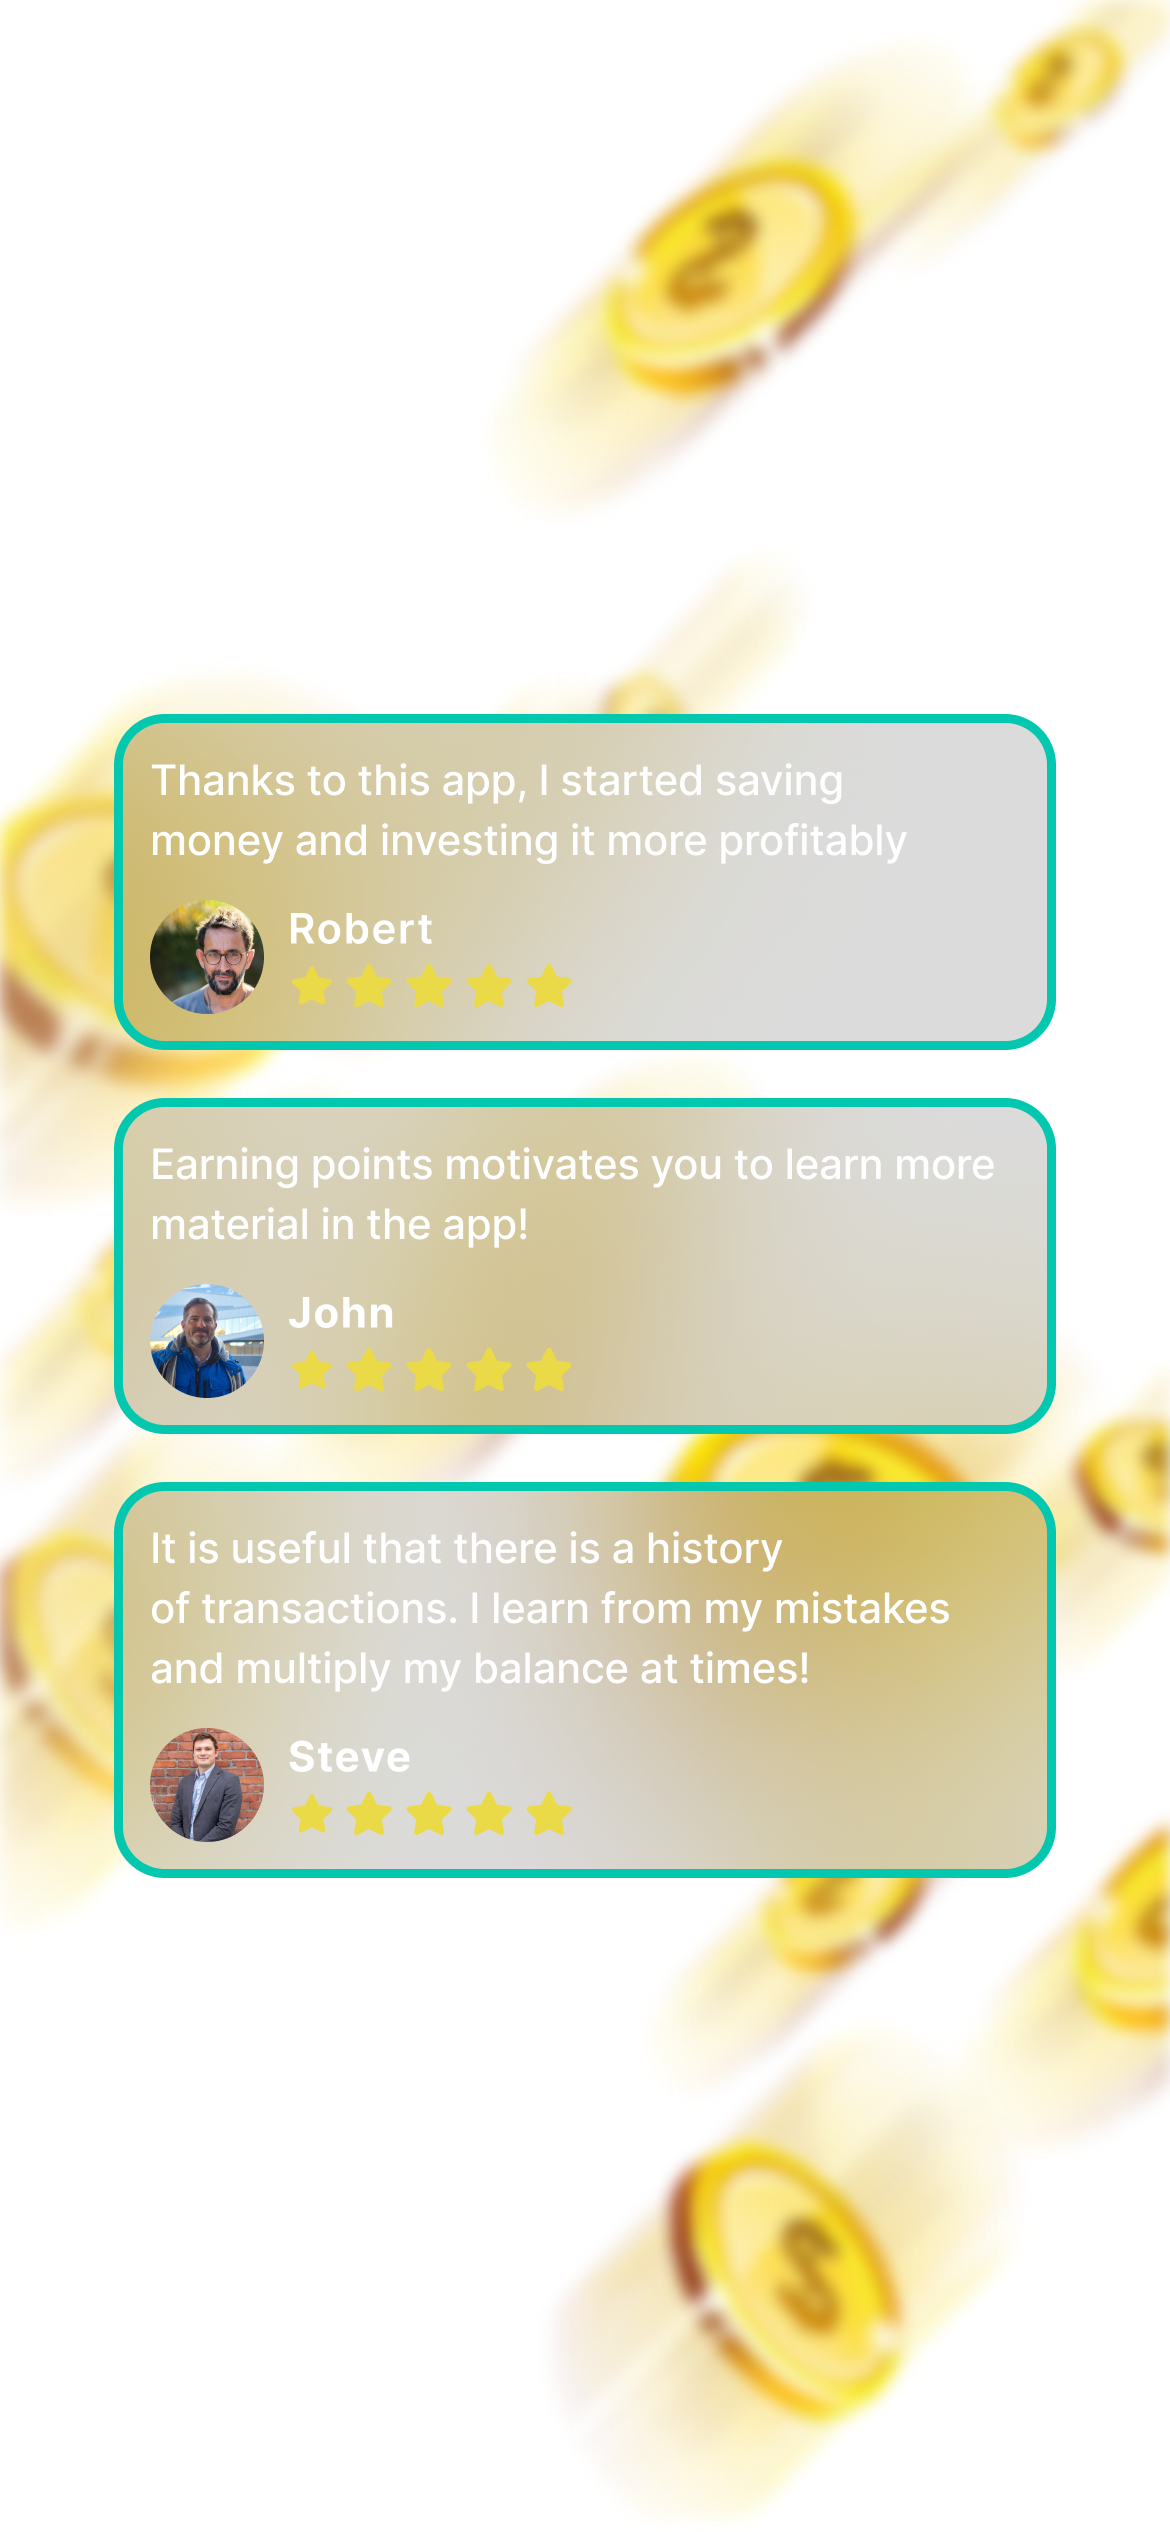 Thanks to this app, I started saving
money and investing it more profitably
Robert
Earning points motivates you to learn more
material in the app!
John
It is useful that there is a history
of transactions. I learn from my mistakes
and multiply my balance at times!
Steve